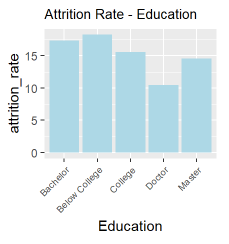 Attrition Rate - Education
attrition_rate
15
10
5
0
Bachelor
Below College
College
Doctor
Master
Education